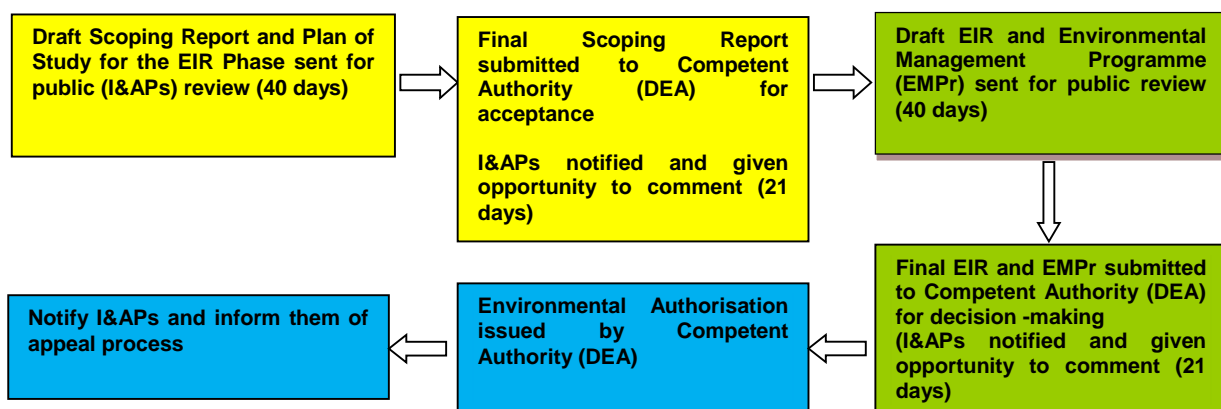 Draft Scoping Report and Plan of
Study for the EIR Phase sent for
public (I&APs) review (40 days)
Final Scoping Report
submitted to Competent
Authority (DEA) for
acceptance
I&APs notified and given
opportunity to comment (21
days)
Draft EIR and Environmental
Management Programme
(EMPr) sent for public review
(40 days)
Final EIR and EMPr submitted
to Competent Authority (DEA)
for decision -making
(I&APs notified and given
opportunity to comment (21
days)
Environmental Authorisation
issued by Competent
Authority (DEA)
Notify I&APs and inform them of
appeal process